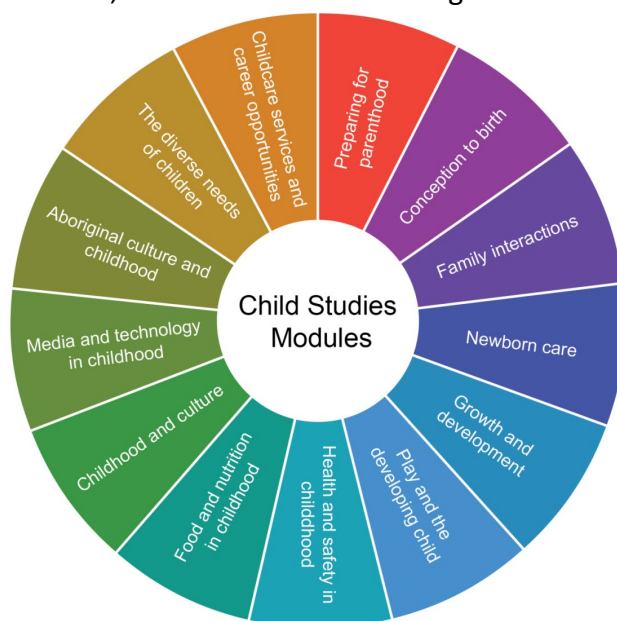 Child Studies
Modules
Preparing for
parenthood
Conception to birth
Family interactions
Newborn care
Growth and
development
Play and the
developing child
Health and safety in
childdhood
Food and nutrition
in childhood
Childhood and culture
Media and technology
in childhood
Aboriginal culture and
childhood
The diverse needs
of children
Childcare services and
career opportunities